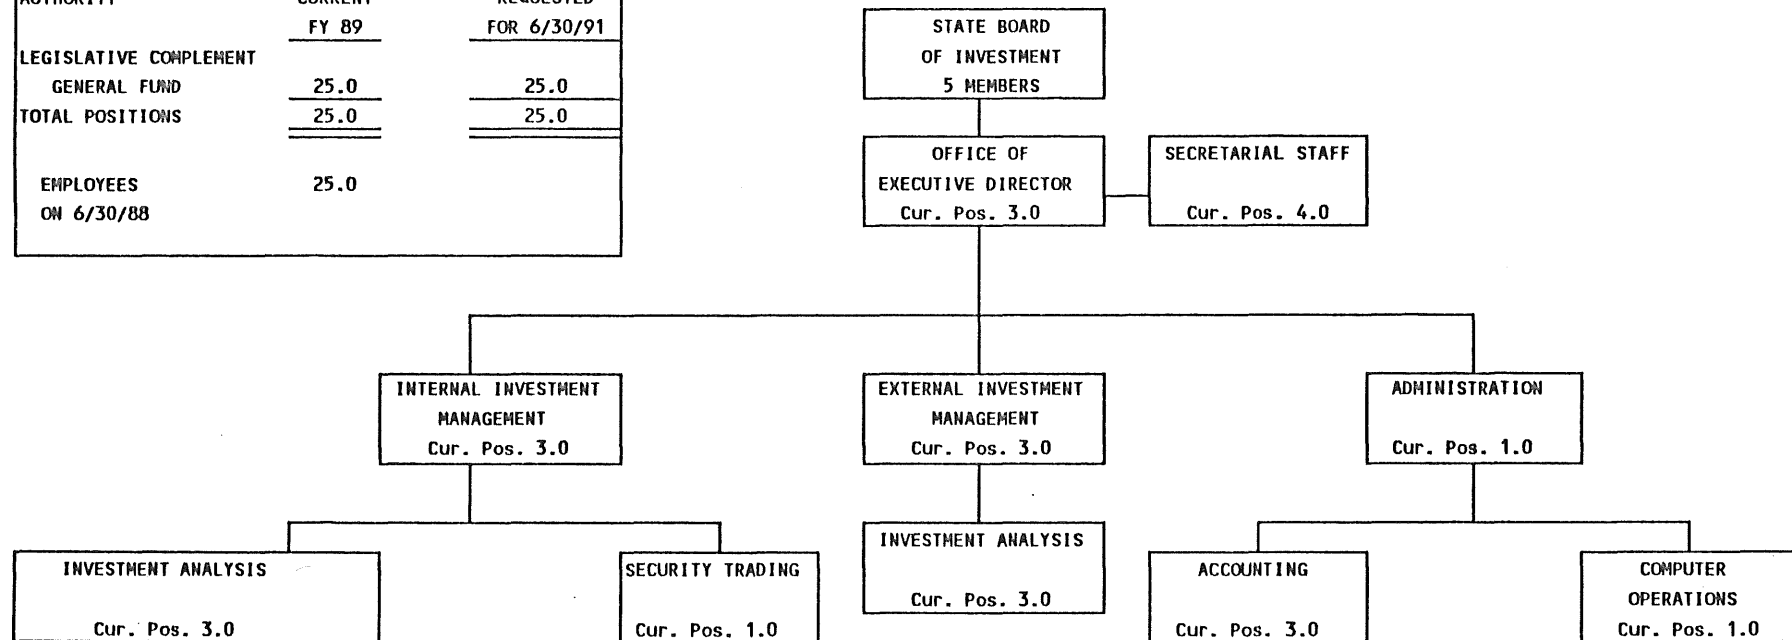 AUTHORITY CURRENT REQUESTED
FY 89 FOR 6/30/91
LEGISLATIVE COMPLEMENT
GENERAL FUND 25.0 25.0
TOTAL POSITIONS 25.0 25.0
EMPLOYEES 25.0
ON 6/30/88
STATE BOARD
OF INVESTMENT
5 MEMBERS
OFFICE OF
EXECUTIVE DIRECTOR
Cur. Pos. 3.0
SECRETARIAL STAFF
Cur. Pos. 4.0
INTERNAL INVESTMENT
MANAGEMENT
Cur. Pos. 3.0
EXTERNAL INVESTMENT
MANAGEMENT
Cur. Pos. 3.0
ADMINISTRATION
Cur. Pos. 1.0
INVESTMENT ANALYSIS
Cur. Pos. 3.0
SECURITY TRADING
Cur. Pos. 1.0
INVESTMENT ANALYSIS
Cur. Pos. 3.0
ACCOUNTING
Cur. Pos. 3.0
COMPUTER
OPERATIONS
Cur. Pos. 1.0